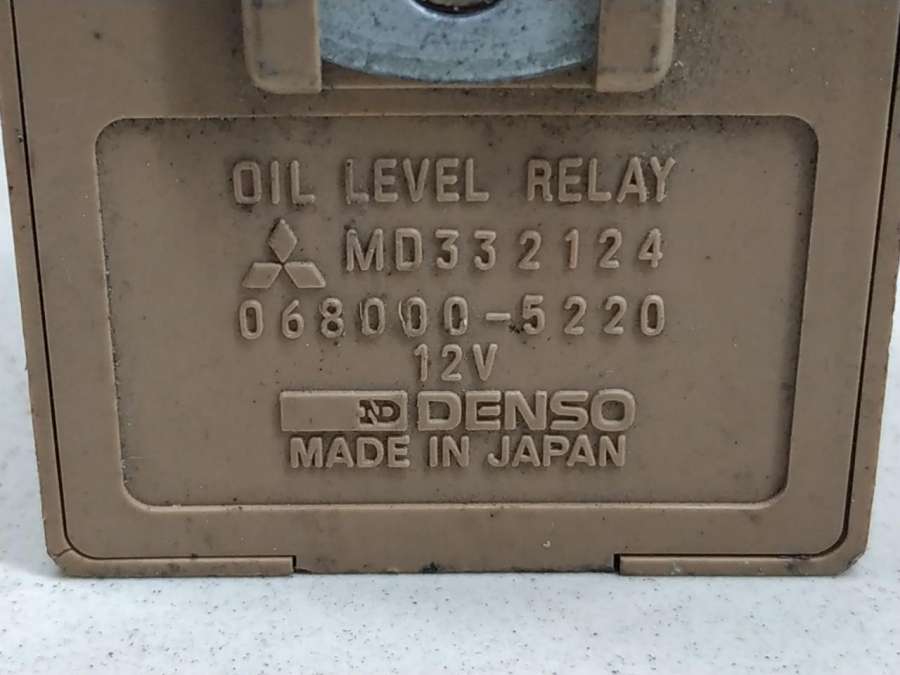 OIL LEVEL RELAY
MD332124
068000-5220
12V
ND DENSO
MADE IN JAPAN